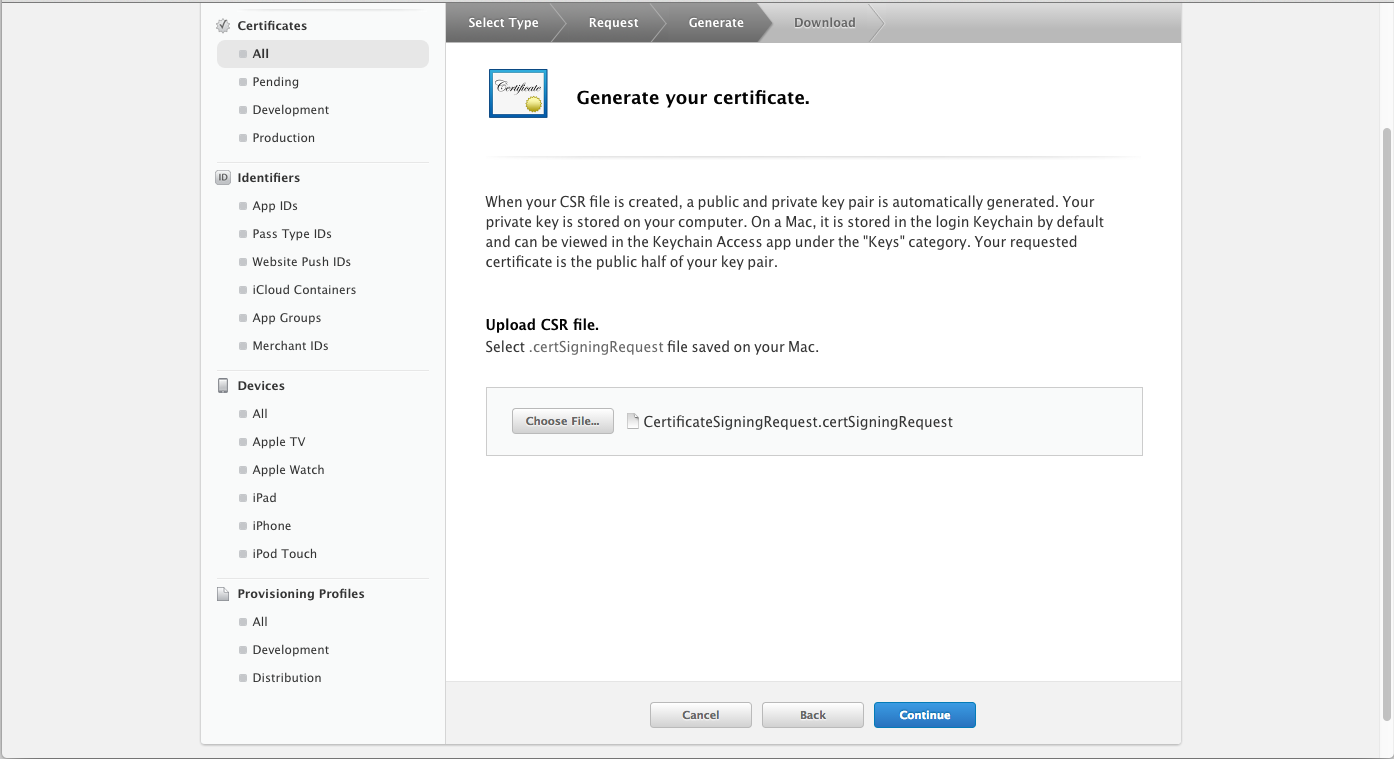 Certificates
All
Pending
Development
Production
ID Identifiers
App IDs
Pass Type IDs
Website Push IDs
iCloud Containers
App Groups
Merchant IDs
Devices
All
Apple TV
Apple Watch
iPad
iPhone
iPod Touch
Provisioning Profiles
All
Development
Distribution
Select Type Request Generate Download
Certificate
Generate your certificate.
When your CSR file is created, a public and private key pair is automatically generated. Your
private key is stored on your computer. On a Mac, it is stored in the login Keychain by default
and can be viewed in the Keychain Access app under the "Keys" category. Your requested
certificate is the public half of your key pair.
Upload CSR file.
Select .certSigningRequest file saved on your Mac.
Choose File... CertificateSigningRequest.certSigningRequest
Cancel Back Continue